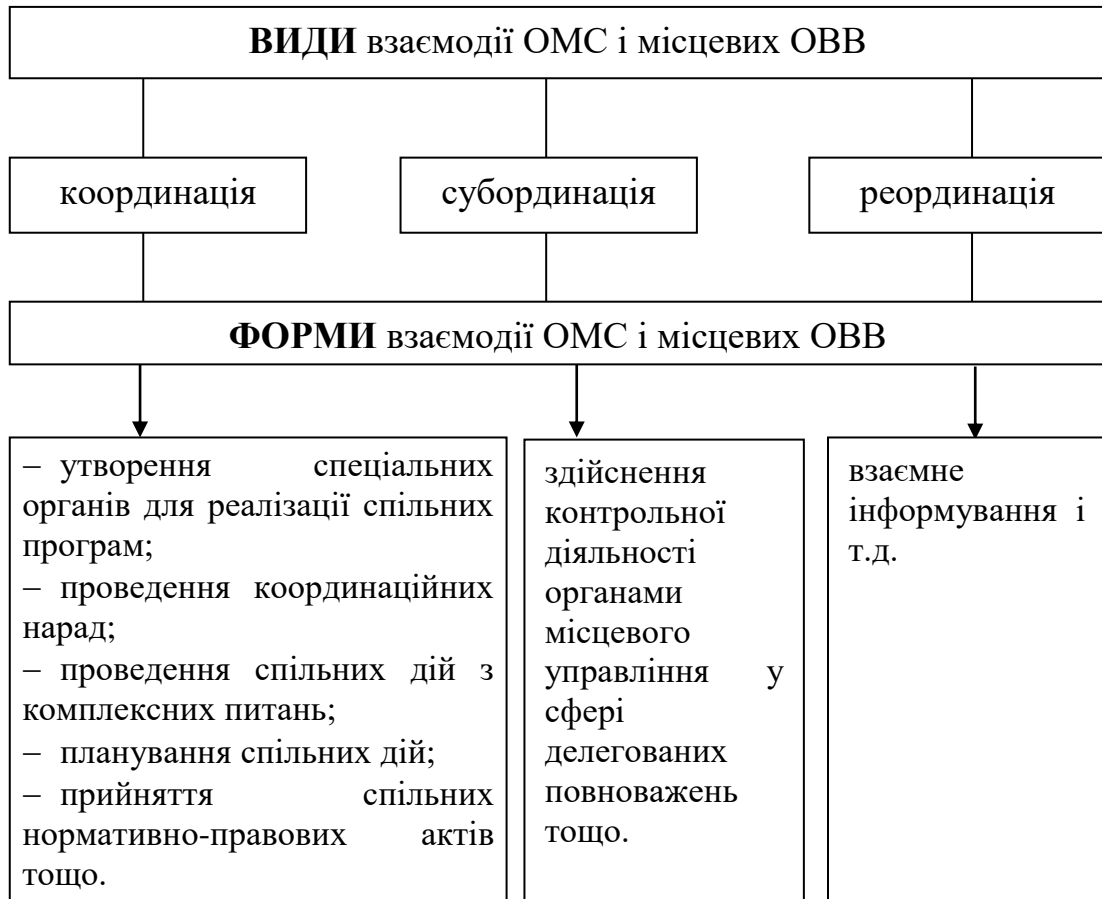 ВИДИ взаємодії ОМС і місцевих ОВВ
координація
субординація
реординація
ФОРМИ взаємодії ОМС і місцевих ОВВ
– утворення спеціальних
органів для реалізації спільних
програм;
– проведення координаційних
нарад;
– проведення спільних дій з
комплексних питань;
– планування спільних дій;
– прийняття спільних
нормативно-правових актів
тощо.
здійснення
контрольної
діяльності
органами
місцевого
управління у
сфері
делегованих
повноважень
тощо.
взаємне
інформування і
т.д.